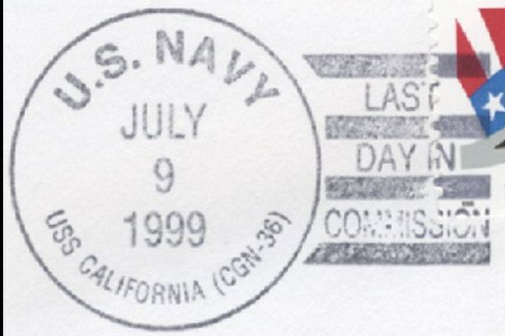 U.S. NAVY
JULY
9
1999
USS CALIFORNIA (CGN-36)
LAST
DAY IN
COMMISSION